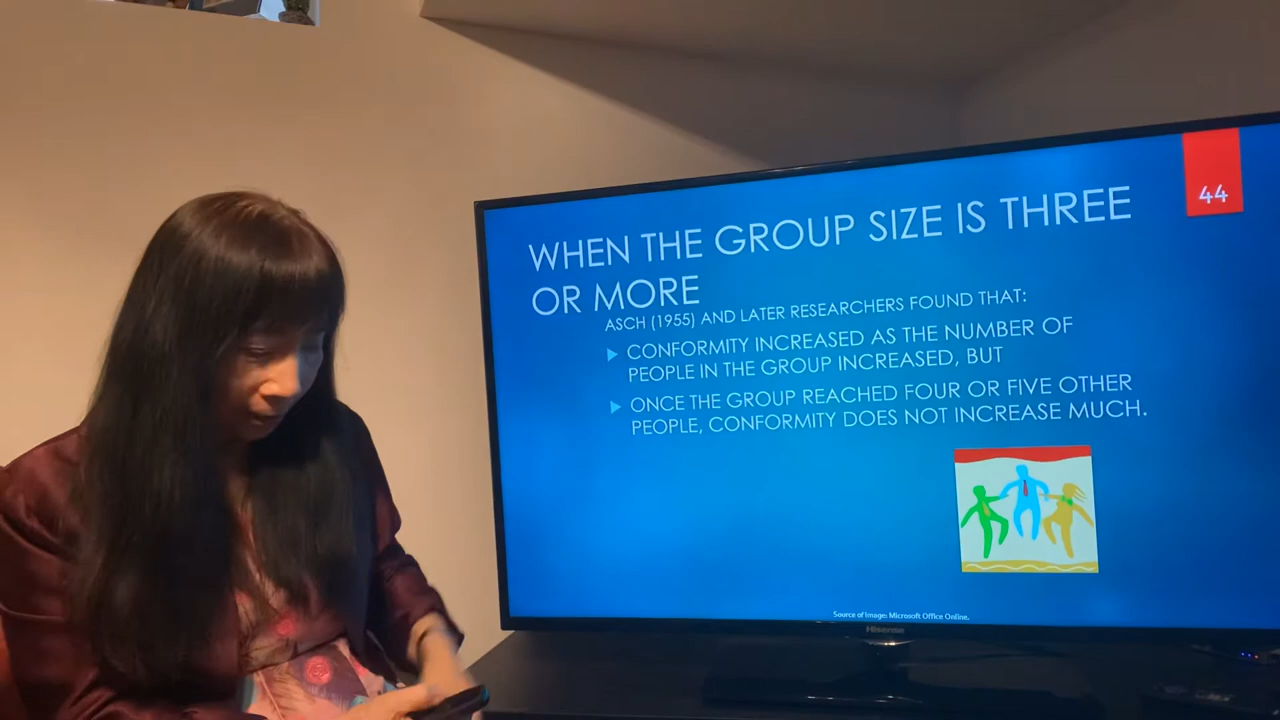 44
WHEN THE GROUP SIZE IS THREE
OR MORE
ASCH (1955) AND LATER RESEARCHERS FOUND THAT:
CONFORMITY INCREASED AS THE NUMBER OF
PEOPLE IN THE GROUP INCREASED, BUT
ONCE THE GROUP REACHED FOUR OR FIVE OTHER
PEOPLE, CONFORMITY DOES NOT INCREASE MUCH.
Source of Image: Microsoft Office Online.
Hisense